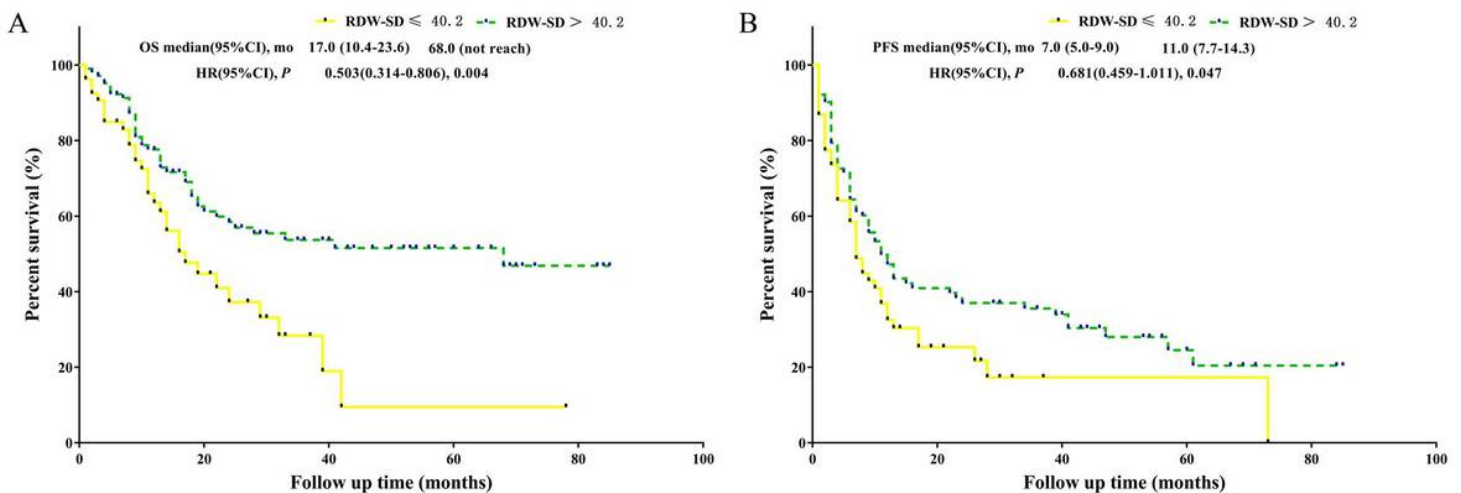 A
RDW-SD ≤ 40.2 RDW-SD > 40.2
OS median(95%CI), mo 17.0 (10.4-23.6) 68.0 (not reach)
HR(95%CI), P 0.503(0.314-0.806), 0.004
Percent survival (%)
100
80
60
40
20
0
0 20 40 60 80 100
Follow up time (months)
B
RDW-SD ≤ 40.2 RDW-SD > 40.2
PFS median(95%CI), mo 7.0 (5.0-9.0) 11.0 (7.7-14.3)
HR(95%CI), P 0.681(0.459-1.011), 0.047
Percent survival (%)
100
80
60
40
20
0
0 20 40 60 80 100
Follow up time (months)